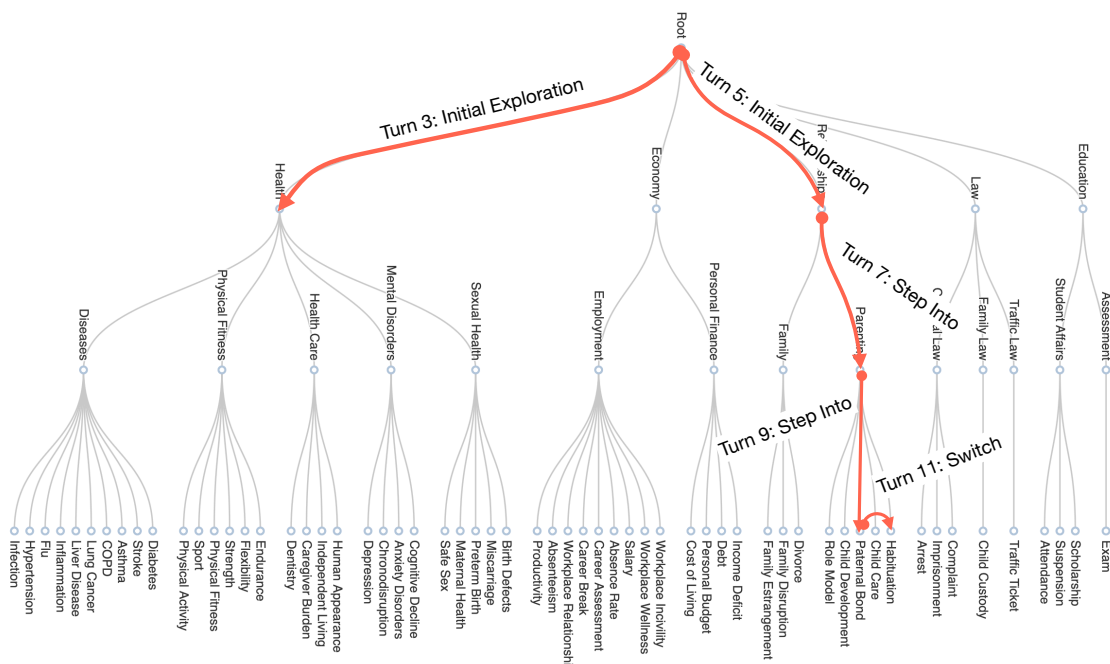 Root
Turn 3: Initial Exploration
Turn 5: Initial Exploration
Health
Economy
Law
Education
Turn 7: Step Into
Diseases
Physical Fitness
Health Care
Mental Disorders
Sexual Health
Employment
Personal Finance
Family
Family Law
Traffic Law
Student Affairs
Assessment
Turn 9: Step Into
Turn 11: Switch
Infection
Hypertension
Flu
Inflammation
Liver Disease
Lung Cancer
COPD
Asthma
Stroke
Diabetes
Physical Activity
Sport
Physical Fitness
Strength
Flexibility
Endurance
Dentistry
Caregiver Burden
Independent Living
Human Appearance
Depression
Chronodisruption
Anxiety Disorders
Cognitive Decline
Safe Sex
Maternal Health
Preterm Birth
Miscarriage
Birth Defects
Productivity
Absenteeism
Workplace Relationshi
Career Break
Career Assessment
Absence Rate
Salary
Workplace Wellness
Workplace Incivility
Cost of Living
Personal Budget
Debt
Income Deficit
Family Estrangement
Family Disruption
Divorce
Role Model
Child Development
Paternal Bond
Child Care
Habituation
Arrest
Imprisonment
Complaint
Child Custody
Traffic Ticket
Attendance
Suspension
Scholarship
Exam